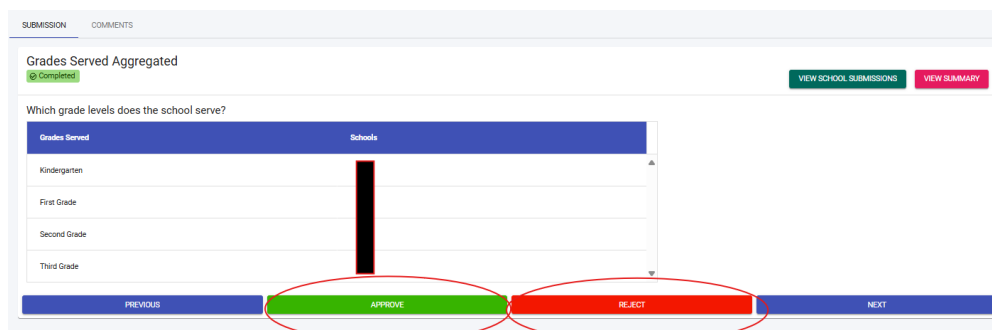 SUBMISSION COMMENTS
Grades Served Aggregated
Completed
VIEW SCHOOL SUBMISSIONS VIEW SUMMARY
Which grade levels does the school serve?
Grades Served Schools
Kindergarten
First Grade
Second Grade
Third Grade
PREVIOUS APPROVE REJECT NEXT